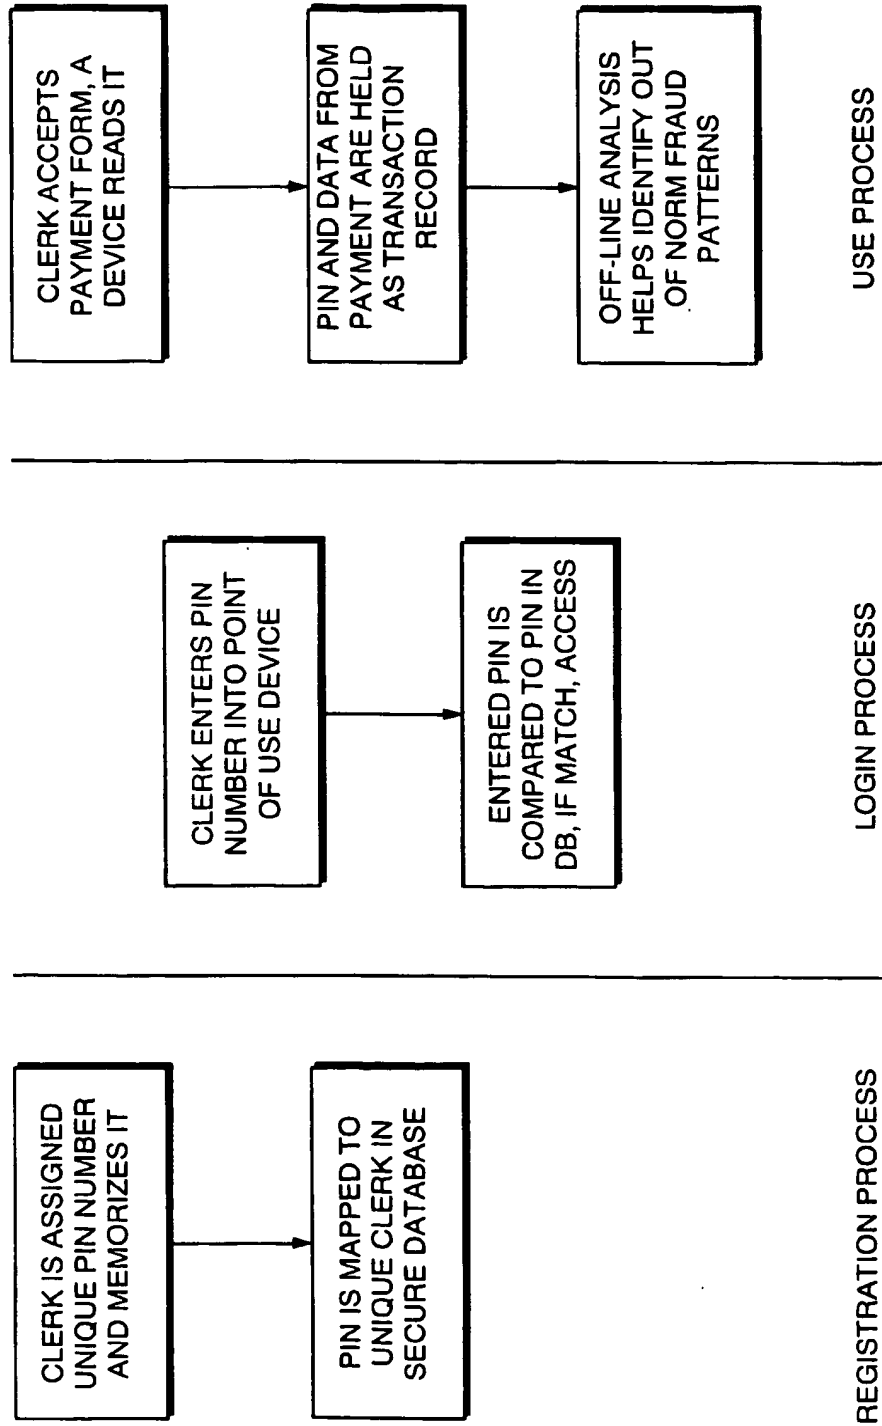 CLERK IS ASSIGNED
UNIQUE PIN NUMBER
AND MEMORIZES IT
PIN IS MAPPED TO
UNIQUE CLERK IN
SECURE DATABASE
REGISTRATION PROCESS
CLERK ENTERS PIN
NUMBER INTO POINT
OF USE DEVICE
ENTERED PIN IS
COMPARED TO PIN IN
DB, IF MATCH, ACCESS
LOGIN PROCESS
CLERK ACCEPTS
PAYMENT FORM, A
DEVICE READS IT
PIN AND DATA FROM
PAYMENT ARE HELD
AS TRANSACTION
RECORD
OFF-LINE ANALYSIS
HELPS IDENTIFY OUT
OF NORM FRAUD
PATTERNS
USE PROCESS